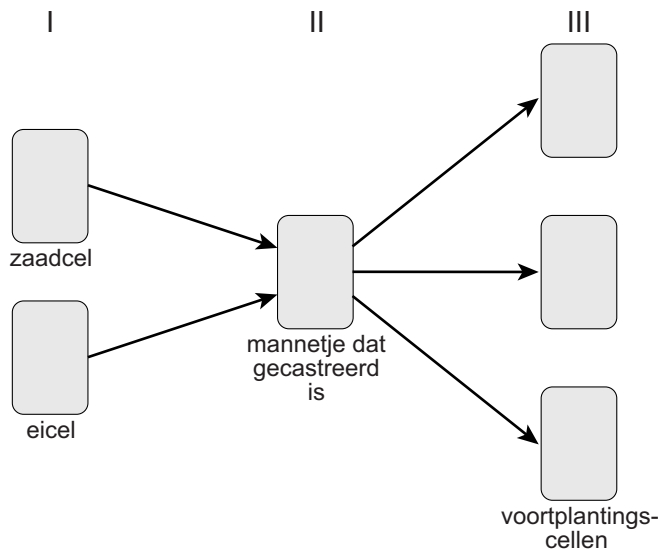 I
II
III
zaadcel
eicel
mannetje dat
gecastreerd
is
voortplantings-
cellen